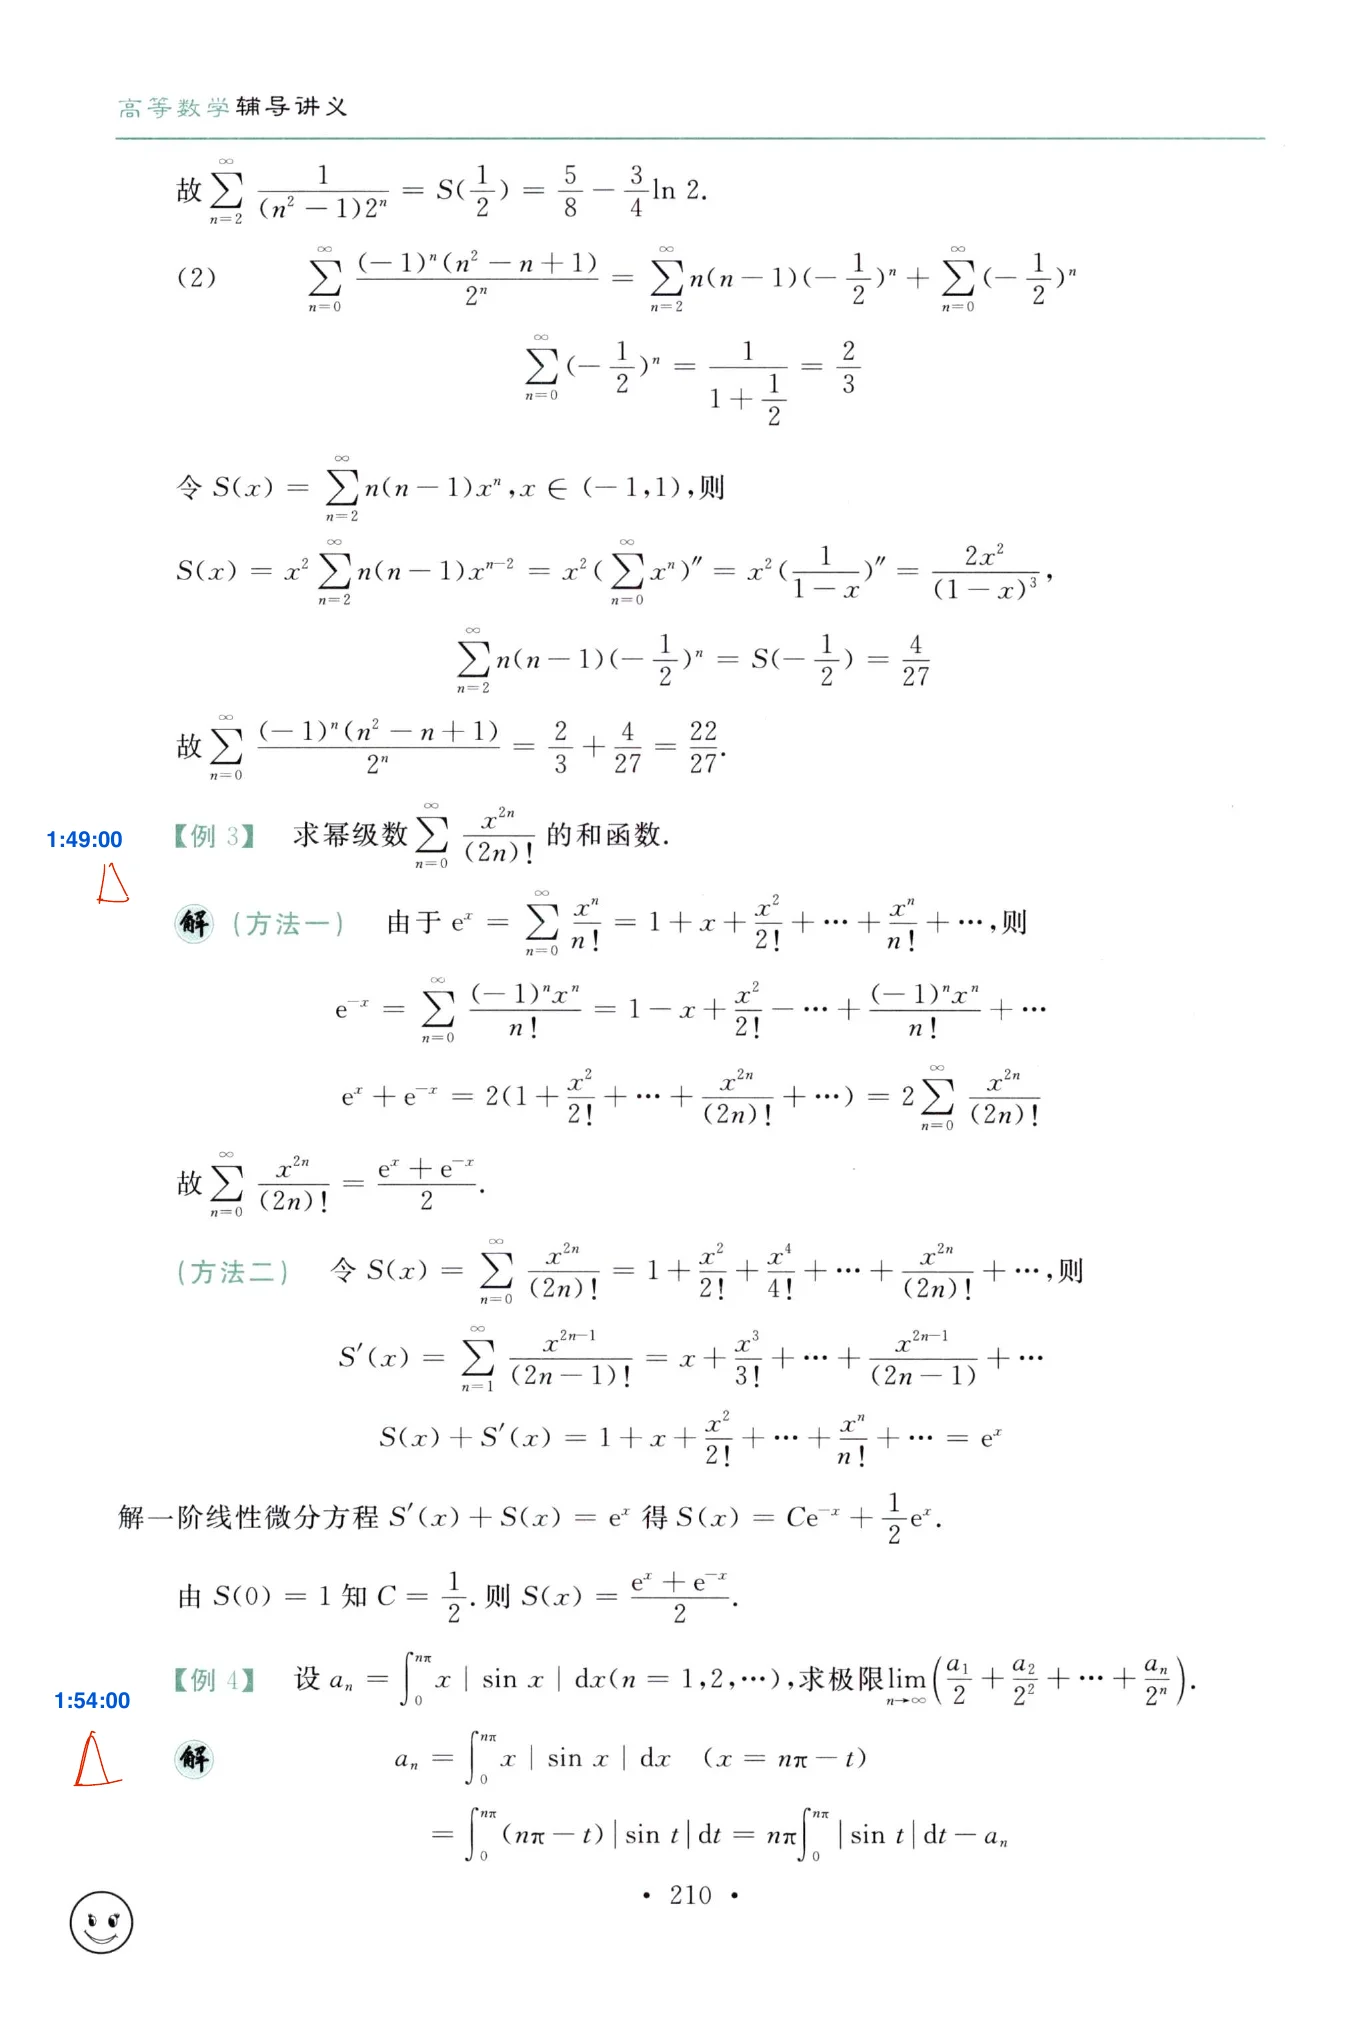 高等数学辅导讲义
故$\sum_{n=2}^{\infty}\frac{1}{(n^2-1)2^n}=S(\frac{1}{2})=\frac{5}{8}-\frac{3}{4}\ln 2.$
(2) $\sum_{n=0}^{\infty}\frac{(-1)^n(n^2-n+1)}{2^n}=\sum_{n=2}^{\infty}n(n-1)(-\frac{1}{2})^n+\sum_{n=0}^{\infty}(-\frac{1}{2})^n$
$\sum_{n=0}^{\infty}(-\frac{1}{2})^n=\frac{1}{1+\frac{1}{2}}=\frac{2}{3}$
令 $S(x)=\sum_{n=2}^{\infty}n(n-1)x^n,x\in(-1,1)$,则
$S(x)=x^2\sum_{n=2}^{\infty}n(n-1)x^{n-2}=x^2(\sum_{n=0}^{\infty}x^n)''=x^2(\frac{1}{1-x})''=\frac{2x^2}{(1-x)^3},$
$\sum_{n=2}^{\infty}n(n-1)(-\frac{1}{2})^n=S(-\frac{1}{2})=\frac{4}{27}$
故$\sum_{n=0}^{\infty}\frac{(-1)^n(n^2-n+1)}{2^n}=\frac{2}{3}+\frac{4}{27}=\frac{22}{27}.$
1:49:00 【例 3】 求幂级数$\sum_{n=0}^{\infty}\frac{x^{2n}}{(2n)!}$的和函数.
解 (方法一) 由于 $e^x=\sum_{n=0}^{\infty}\frac{x^n}{n!}=1+x+\frac{x^2}{2!}+\cdots+\frac{x^n}{n!}+\cdots$,则
$e^{-x}=\sum_{n=0}^{\infty}\frac{(-1)^nx^n}{n!}=1-x+\frac{x^2}{2!}-\cdots+\frac{(-1)^nx^n}{n!}+\cdots$
$e^x+e^{-x}=2(1+\frac{x^2}{2!}+\cdots+\frac{x^{2n}}{(2n)!}+\cdots)=2\sum_{n=0}^{\infty}\frac{x^{2n}}{(2n)!}$
故$\sum_{n=0}^{\infty}\frac{x^{2n}}{(2n)!}=\frac{e^x+e^{-x}}{2}.$
(方法二) 令 $S(x)=\sum_{n=0}^{\infty}\frac{x^{2n}}{(2n)!}=1+\frac{x^2}{2!}+\frac{x^4}{4!}+\cdots+\frac{x^{2n}}{(2n)!}+\cdots$,则
$S'(x)=\sum_{n=1}^{\infty}\frac{x^{2n-1}}{(2n-1)!}=x+\frac{x^3}{3!}+\cdots+\frac{x^{2n-1}}{(2n-1)}+\cdots$
$S(x)+S'(x)=1+x+\frac{x^2}{2!}+\cdots+\frac{x^n}{n!}+\cdots=e^x$
解一阶线性微分方程 $S'(x)+S(x)=e^x$ 得 $S(x)=Ce^{-x}+\frac{1}{2}e^x.$
由 $S(0)=1$ 知 $C=\frac{1}{2}$.则 $S(x)=\frac{e^x+e^{-x}}{2}.$
1:54:00 【例 4】 设 $a_n=\int_0^{n\pi}x|\sin x|dx(n=1,2,\cdots)$,求极限$\lim_{n\to\infty}\left(\frac{a_1}{2}+\frac{a_2}{2^2}+\cdots+\frac{a_n}{2^n}\right).$
解 $a_n=\int_0^{n\pi}x|\sin x|dx\quad(x=n\pi-t)$
$=\int_0^{n\pi}(n\pi-t)|\sin t|dt=n\pi\int_0^{n\pi}|\sin t|dt-a_n$
• 210 •